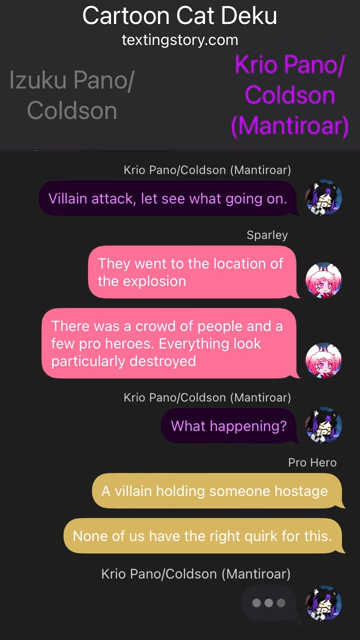 Cartoon Cat Deku
textingstory.com
Izuku Pano/
Coldson
Krio Pano/
Coldson
(Mantiroar)
Krio Pano/Coldson (Mantiroar)
Villain attack, let see what going on.
Sparley
They went to the location of
the explosion
There was a crowd of people and a
few pro heroes. Everything look
particularly destroyed
Krio Pano/Coldson (Mantiroar)
What happening?
Pro Hero
A villain holding someone hostage
None of us have the right quirk for this.
Krio Pano/Coldson (Mantiroar)